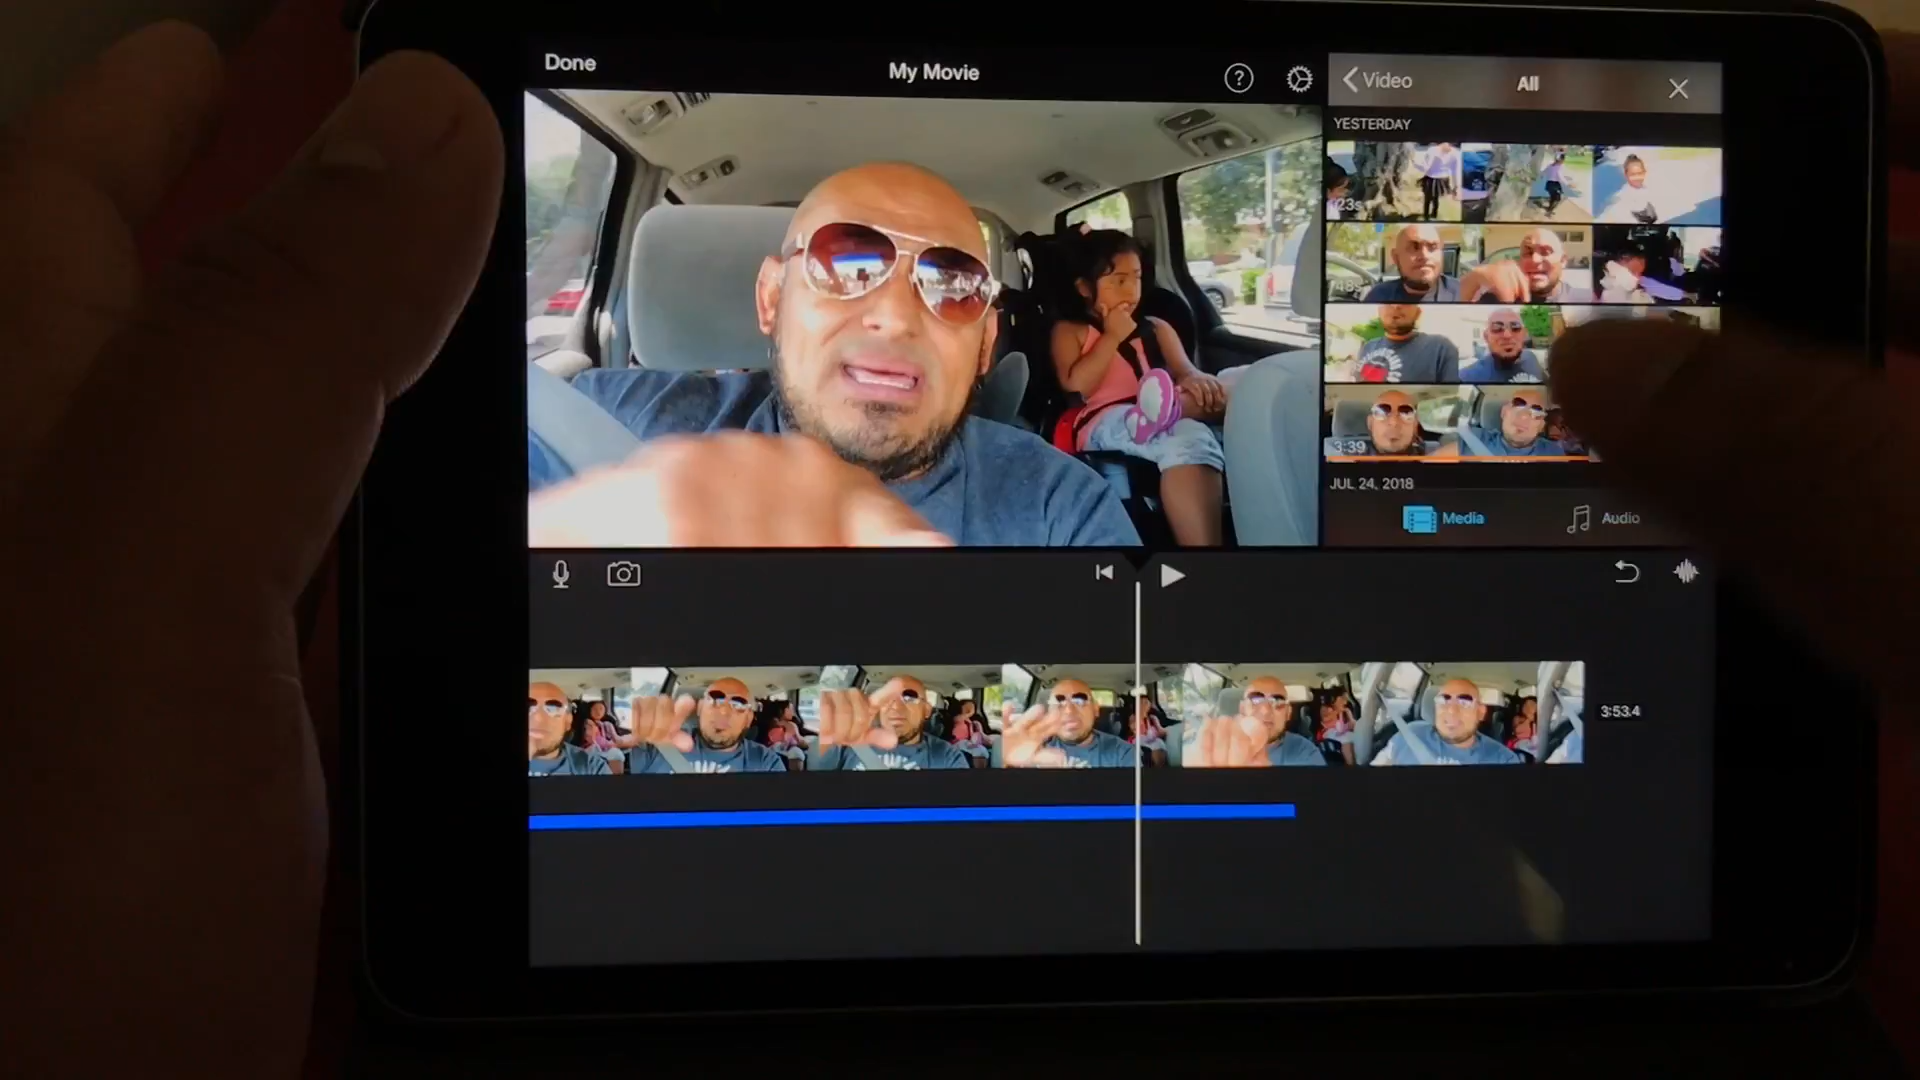 Done
My Movie
?
Video
All
YESTERDAY
23s
48s
3:39
JUL 24, 2018
Media
Audio
3:53.4